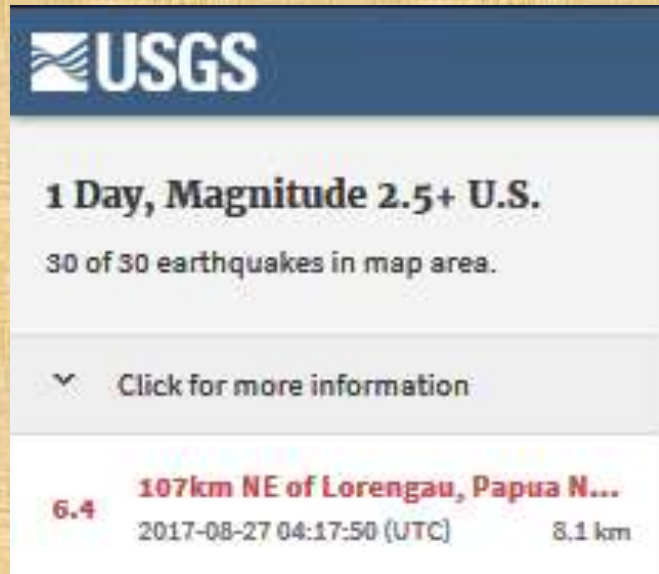 USGS
1 Day, Magnitude 2.5+ U.S.
30 of 30 earthquakes in map area.
Click for more information
6.4 107km NE of Lorengau, Papua N...
2017-08-27 04:17:50 (UTC) 8.1 km